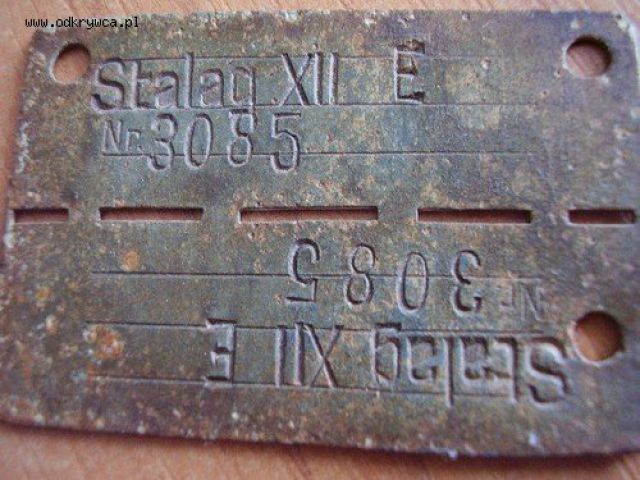 www.odkrywca.pl
Stalag XII E
Nr. 3085
Nr. 3085
Stalag XII E